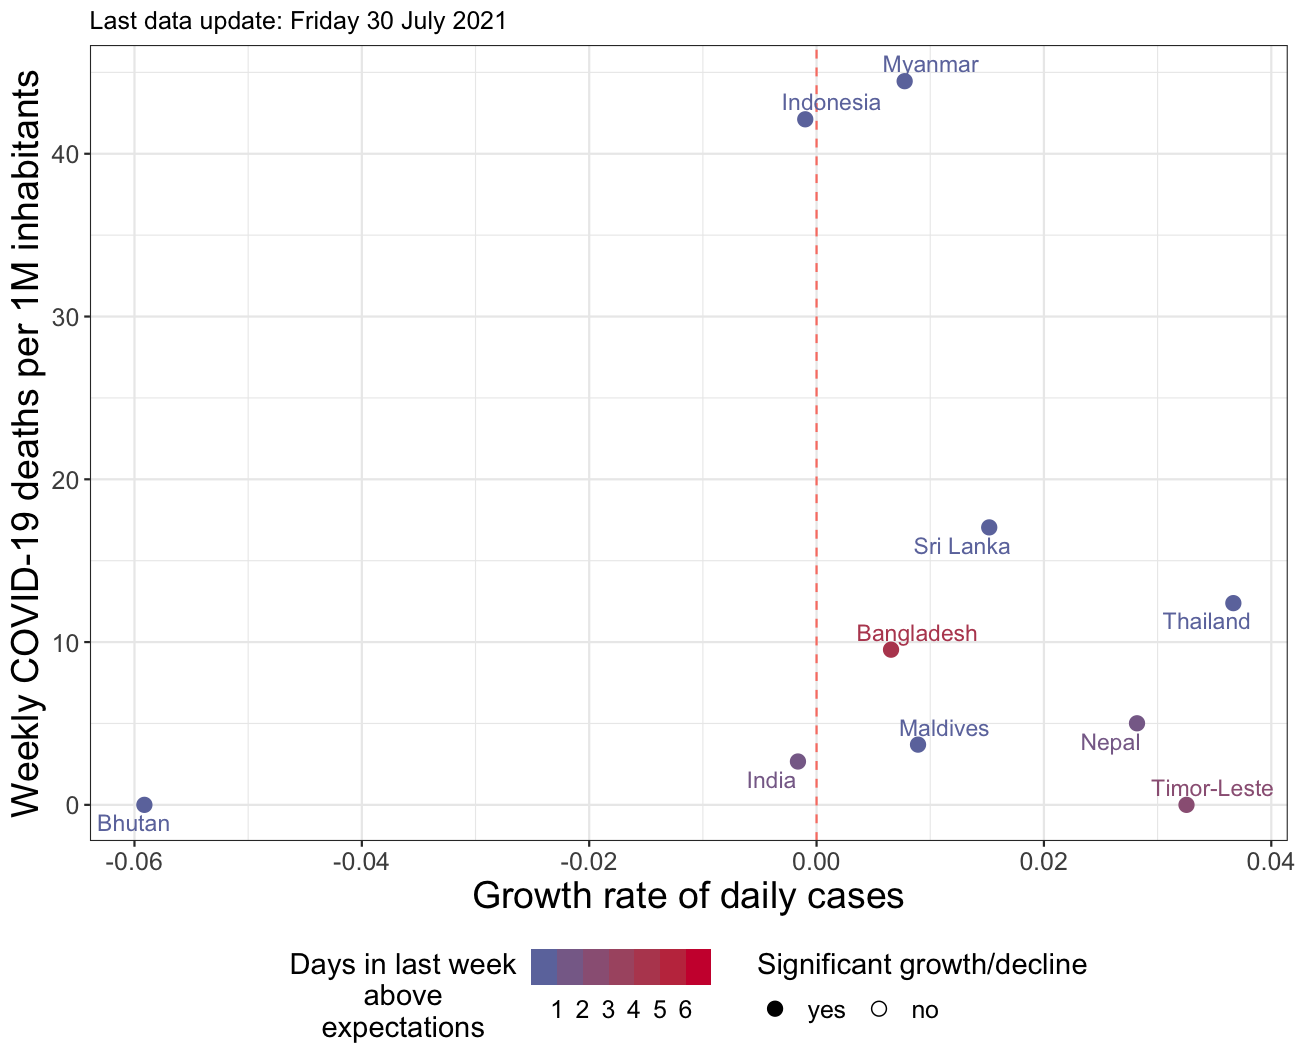 Last data update: Friday 30 July 2021
Weekly COVID-19 deaths per 1M inhabitants
Myanmar
Indonesia
40
30
20
Sri Lanka
Thailand
10
Bangladesh
Maldives
Nepal
India
Timor-Leste
0
Bhutan
-0.06 -0.04 -0.02 0.00 0.02 0.04
Growth rate of daily cases
Days in last week
above
expectations
1 2 3 4 5 6
Significant growth/decline
yes no